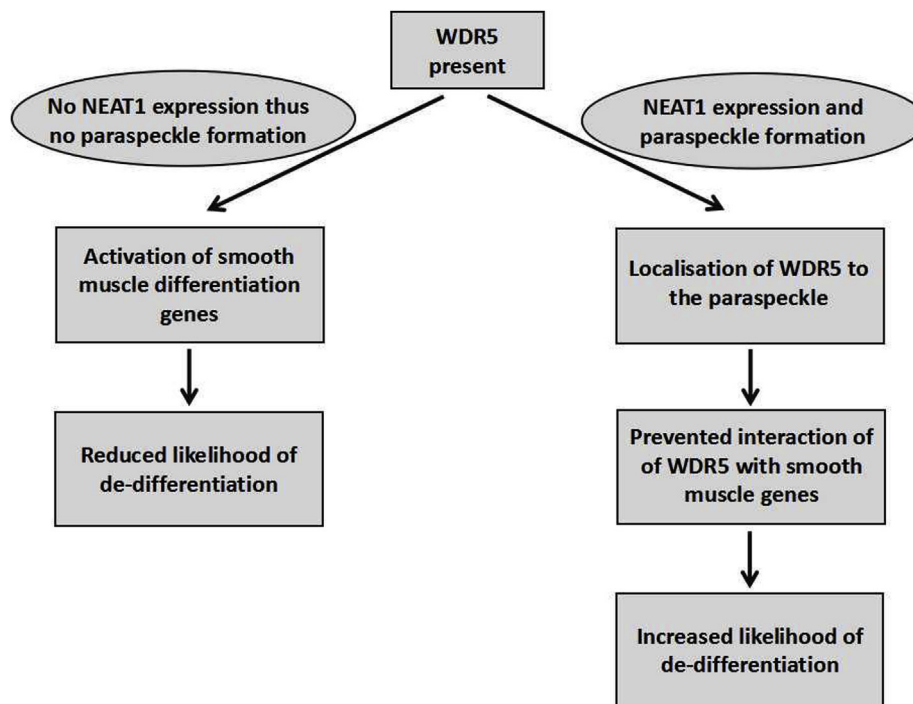 WDR5
present
No NEAT1 expression thus
no paraspeckle formation
NEAT1 expression and
paraspeckle formation
Activation of smooth
muscle differentiation
genes
Localisation of WDR5 to
the paraspeckle
Reduced likelihood of
de-differentiation
Prevented interaction of
of WDR5 with smooth
muscle genes
Increased likelihood of
de-differentiation